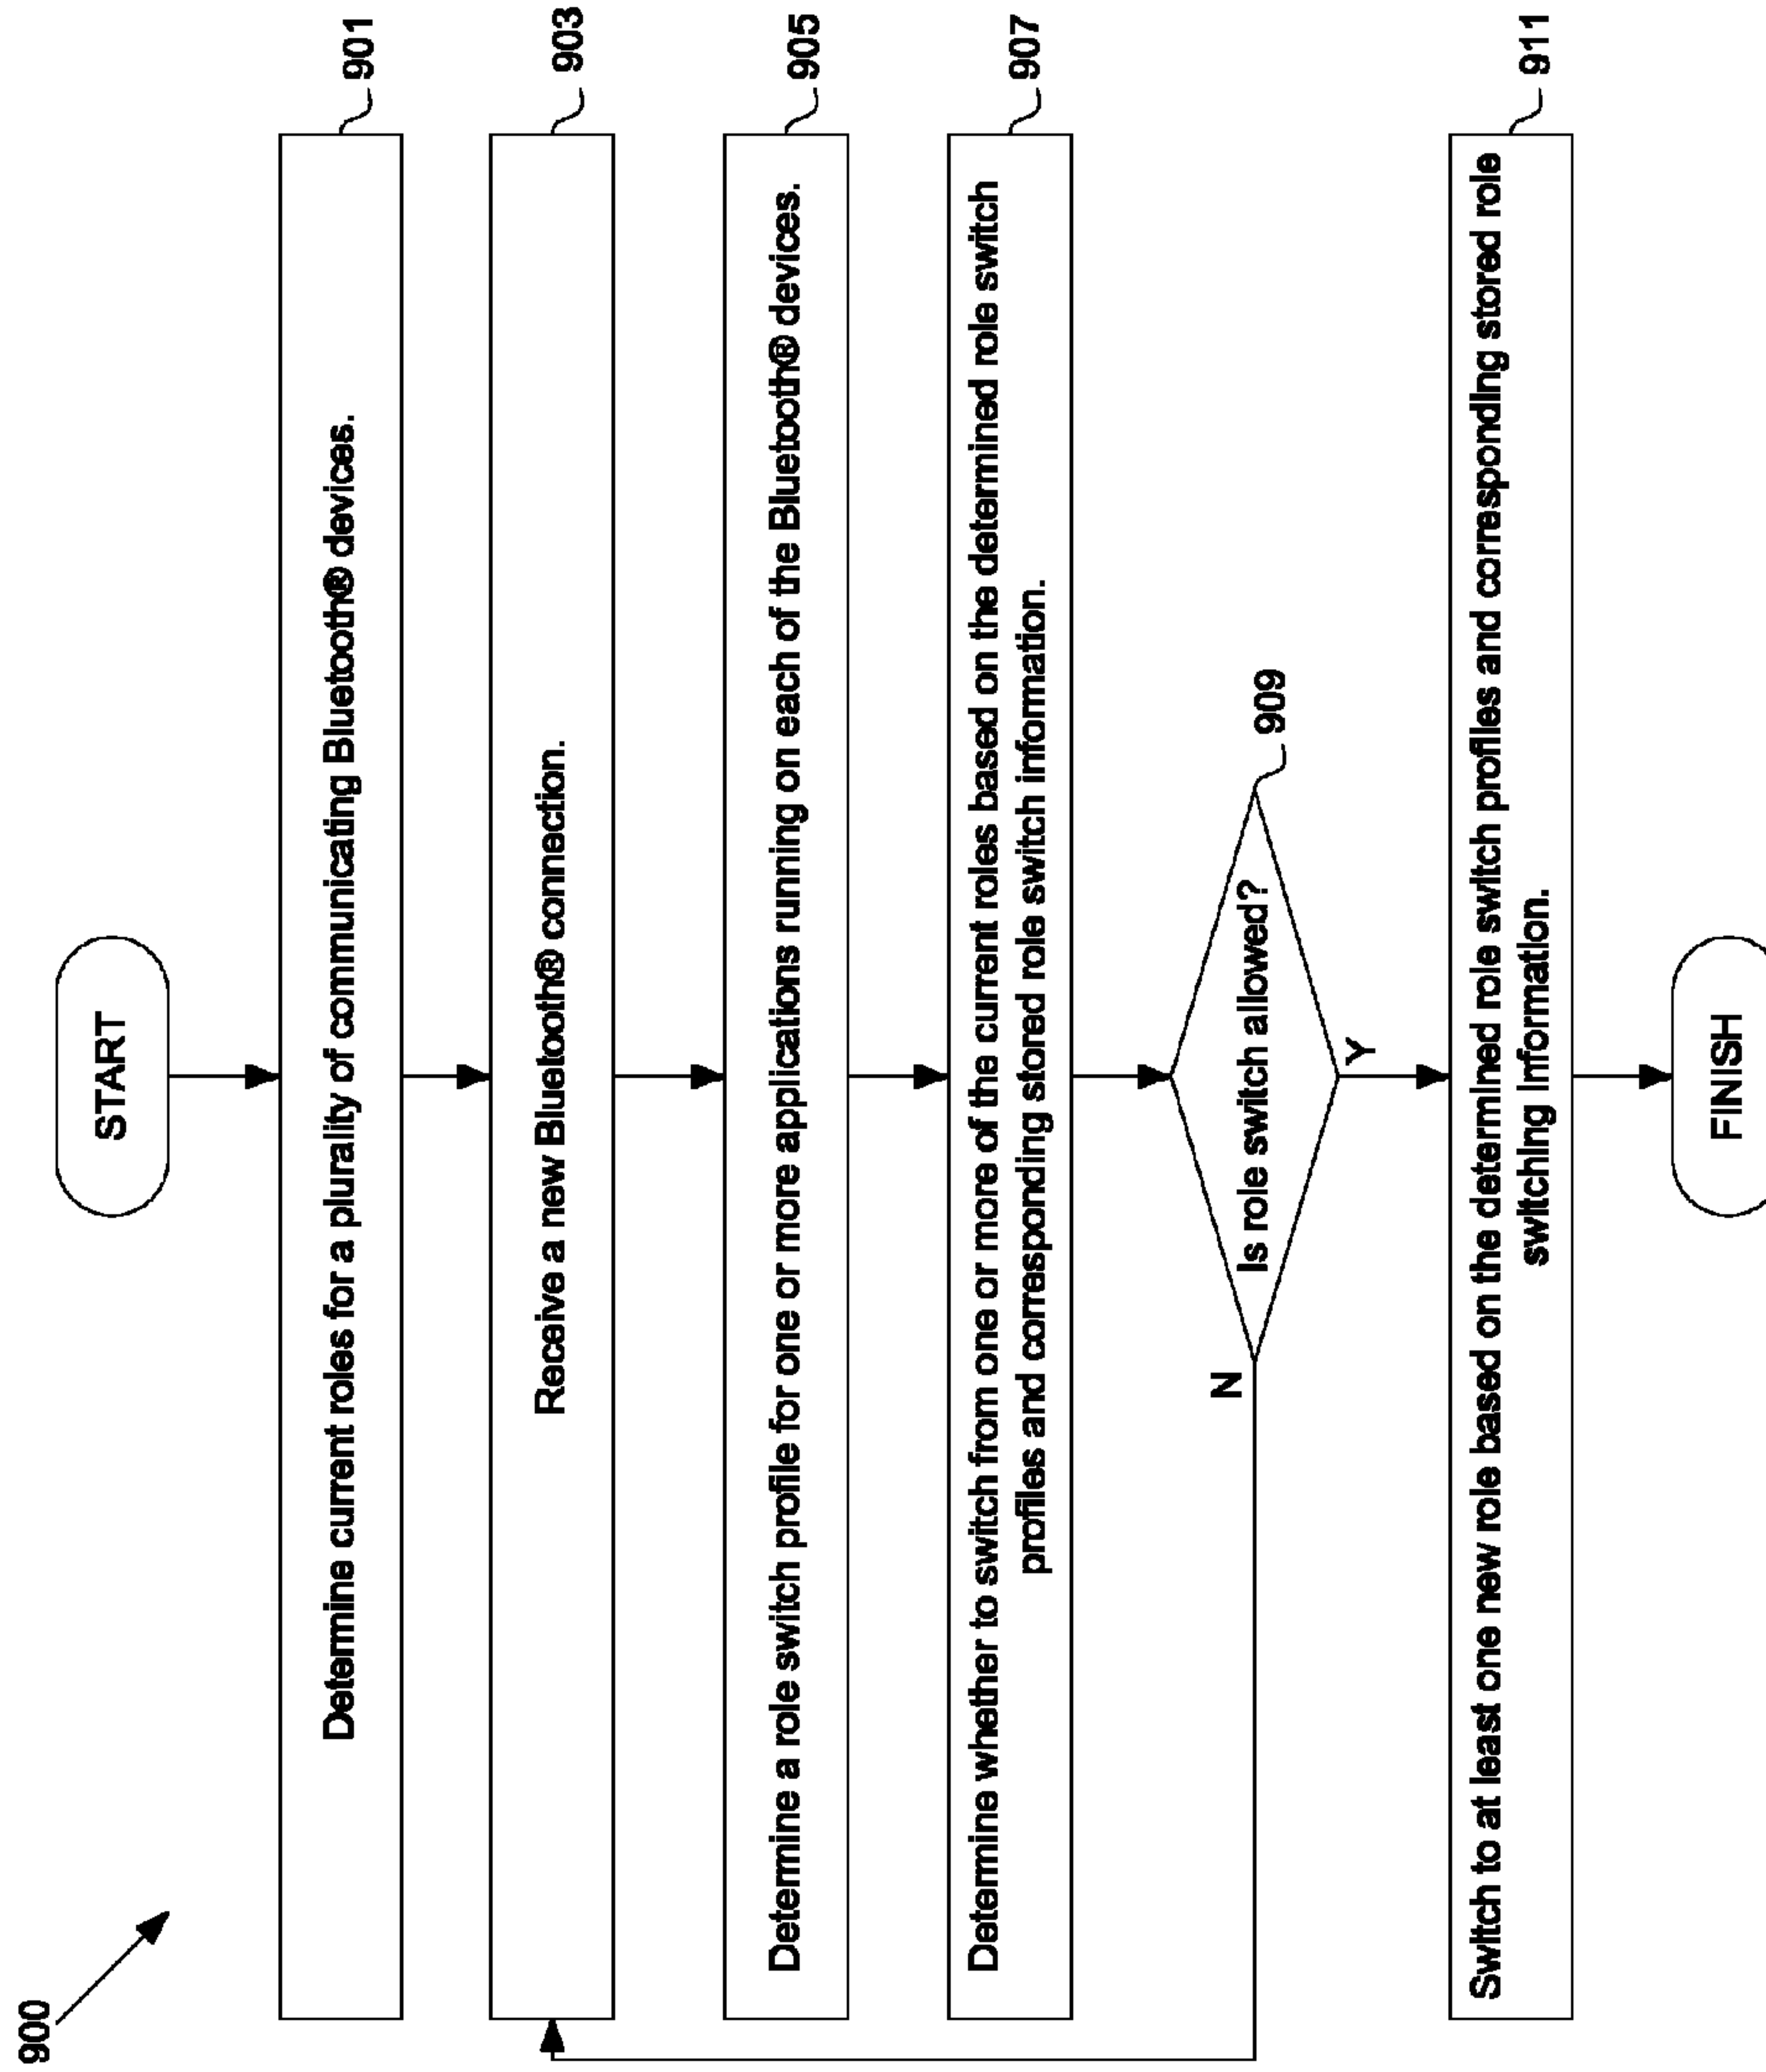 900
START
Determine current roles for a plurality of communicating Bluetooth® devices.
901
Receive a new Bluetooth® connection.
903
Determine a role switch profile for one or more applications running on each of the Bluetooth® devices.
905
Determine whether to switch from one or more of the current roles based on the determined role switch
profiles and corresponding stored role switch information.
907
Is role switch allowed?
909
N
Y
Switch to at least one new role based on the determined role switch profiles and corresponding stored role
switching information.
911
FINISH